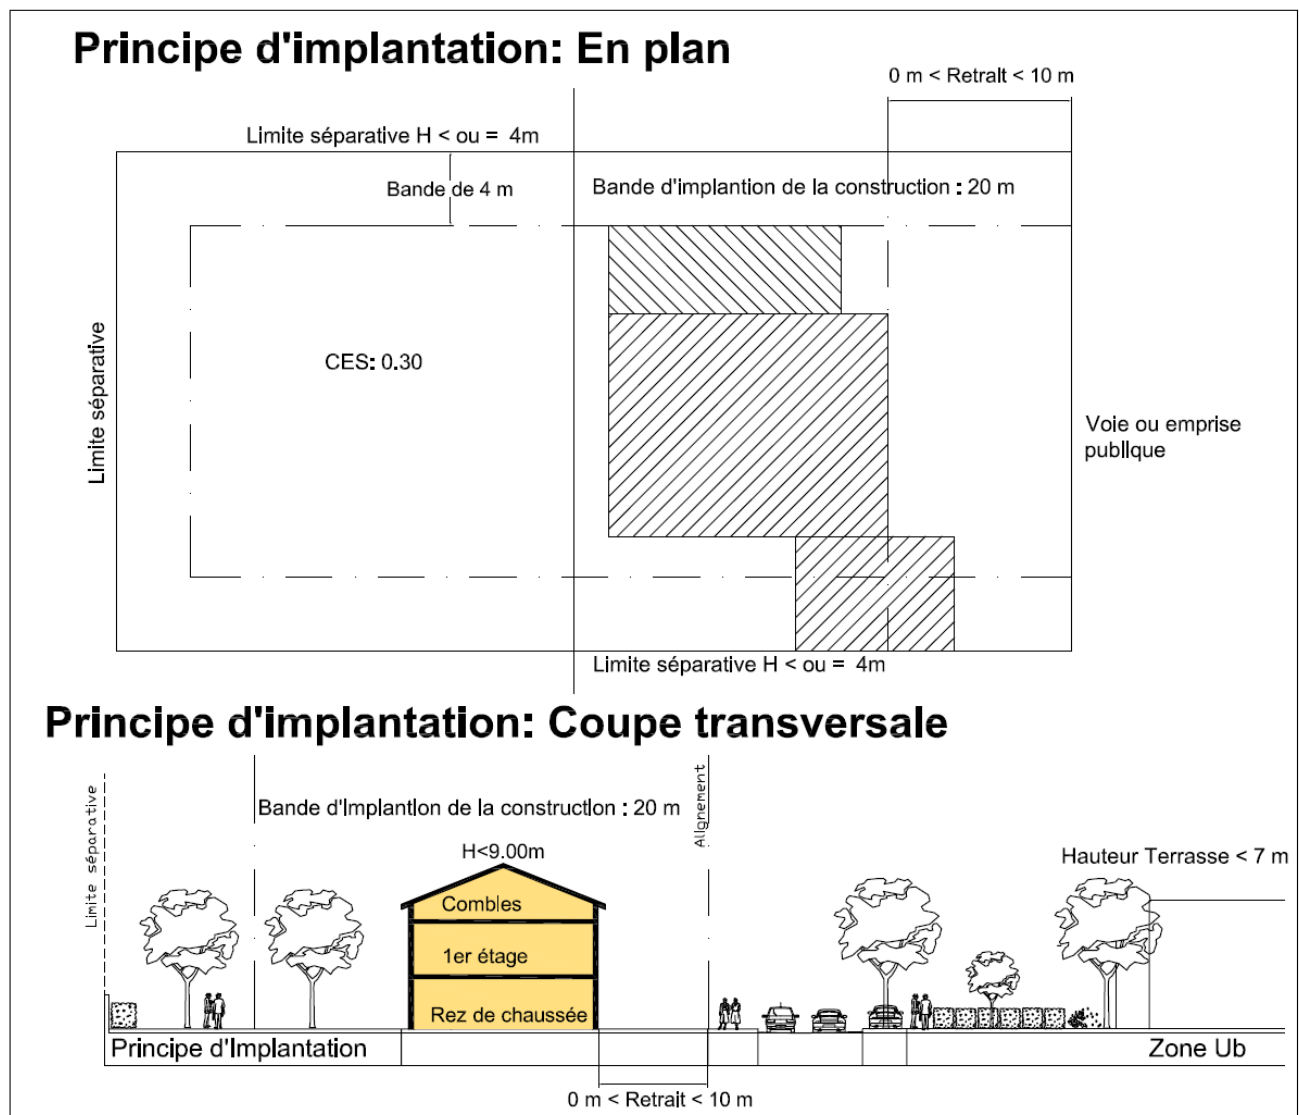 Principe d'implantation: En plan
0 m < Retrait < 10 m
Limite séparative H < ou = 4m
Bande de 4 m
Bande d'implantion de la construction : 20 m
Limite séparative
CES: 0.30
Voie ou emprise
publique
Limite séparative H < ou = 4m
Principe d'Implantation: Coupe transversale
Limite séparative
Bande d'Implantion de la construction : 20 m
Alignement
H<9.00m
Hauteur Terrasse < 7 m
Combles
1er étage
Rez de chaussée
Principe d'Implantation
Zone Ub
0 m < Retrait < 10 m